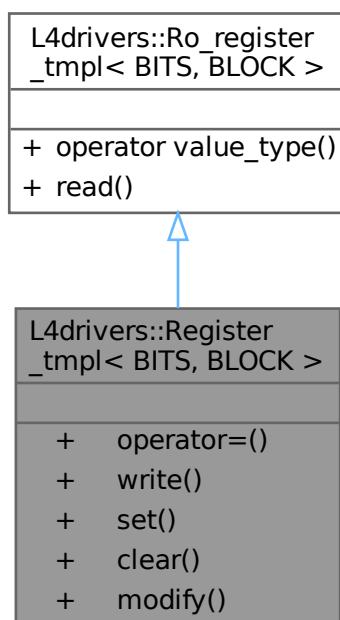 L4drivers::Ro_register
_tmpl< BITS, BLOCK >
+ operator value_type()
+ read()
L4drivers::Register
_tmpl< BITS, BLOCK >
+ operator=()
+ write()
+ set()
+ clear()
+ modify()